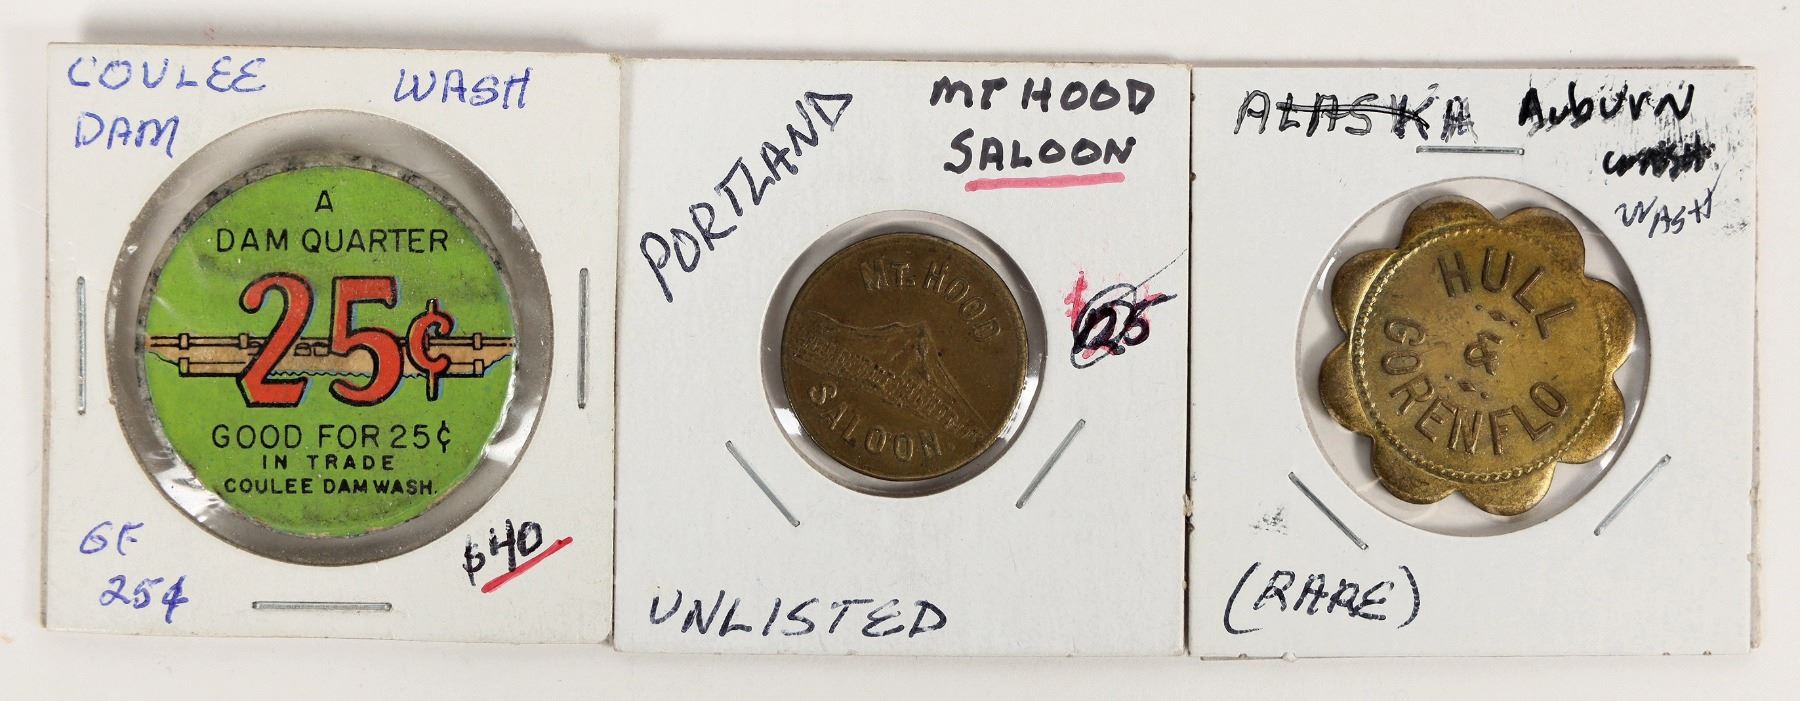 COULEE WASH
DAM
A
DAM QUARTER
25¢
GOOD FOR 25¢
IN TRADE
COULEE DAM WASH.
GF
25¢
$40
PORTLAND
MT HOOD
SALOON
MT. HOOD
SALOON
125
UNLISTED
ALASKA Auburn
WASH
HULL
&
GORENFLO
(RARE)